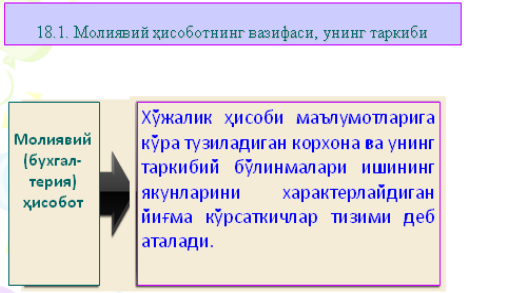 18.1. Молиявий ҳисоботнинг вазифаси, унинг таркиби
Молиявий
(бухгал-
терия)
ҳисобот
Хўжалик ҳисоби маълумотларига
кўра тузиладиган корхона ва унинг
таркибий бўлинмалари ишининг
якунларини характерлайдиган
йиғма кўрсаткичлар тизими деб
аталади.